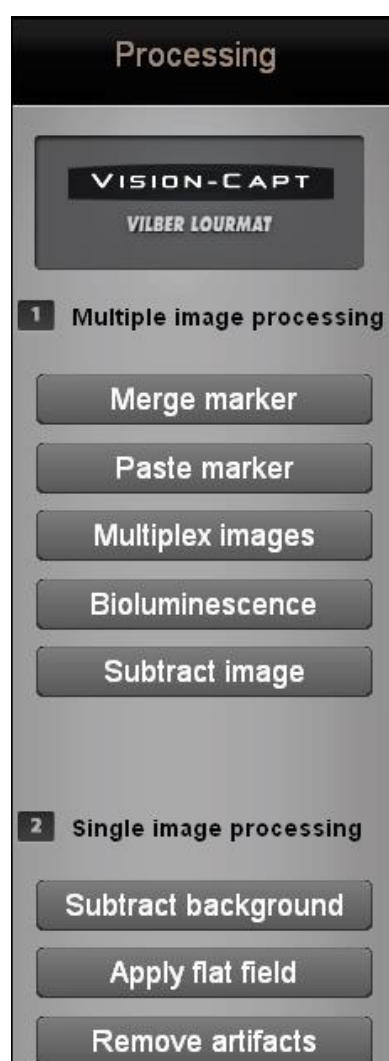 Processing
VISION-CAPT
VILBER LOURMAT
1 Multiple image processing
Merge marker
Paste marker
Multiplex images
Bioluminescence
Subtract image
2 Single image processing
Subtract background
Apply flat field
Remove artifacts